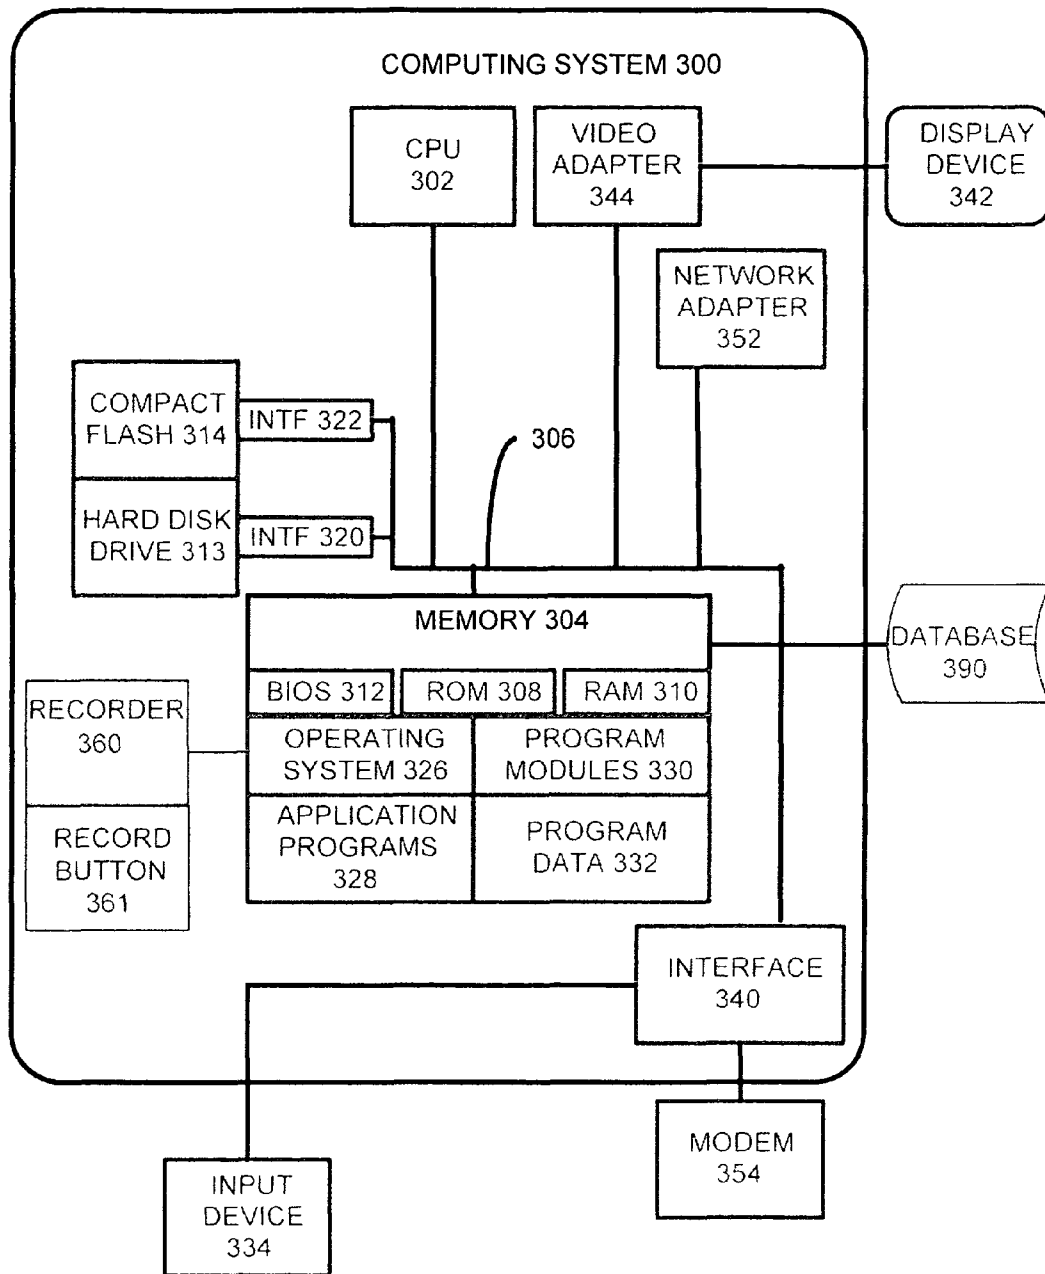 COMPUTING SYSTEM 300
CPU
302
VIDEO
ADAPTER
344
DISPLAY
DEVICE
342
NETWORK
ADAPTER
352
COMPACT
FLASH 314
INTF 322
306
HARD DISK
DRIVE 313
INTF 320
MEMORY 304
DATABASE
390
BIOS 312
ROM 308
RAM 310
RECORDER
360
OPERATING
SYSTEM 326
PROGRAM
MODULES 330
RECORD
BUTTON
361
APPLICATION
PROGRAMS
328
PROGRAM
DATA 332
INTERFACE
340
MODEM
354
INPUT
DEVICE
334